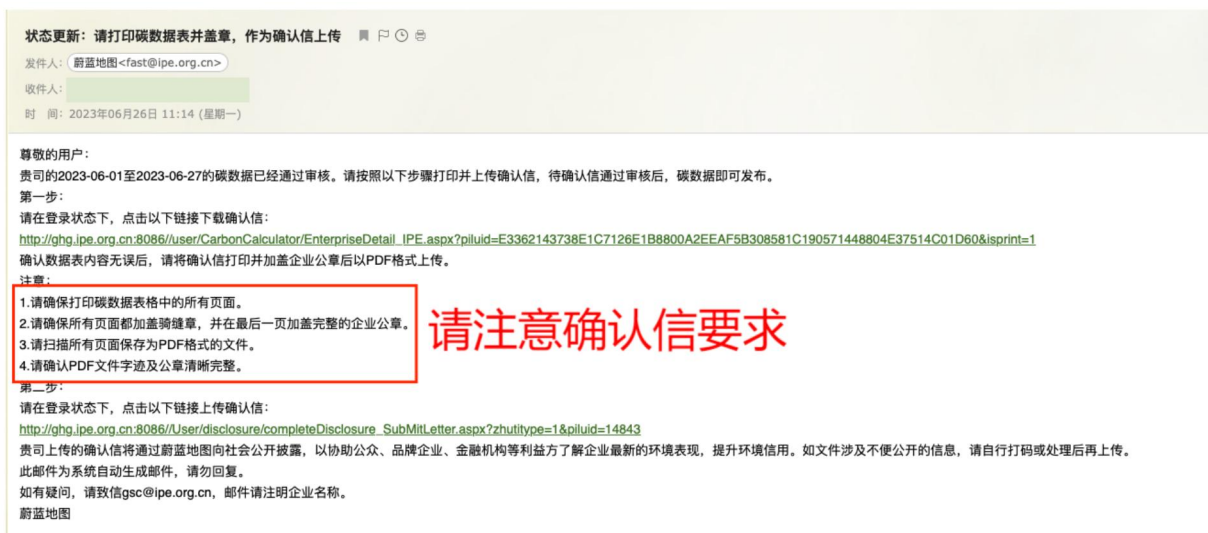 状态更新：请打印碳数据表并盖章，作为确认信上传
发件人：蔚蓝地图<fast@ipe.org.cn>
收件人：
时 间：2023年06月26日 11:14 (星期一)
尊敬的用户：
贵司的2023-06-01至2023-06-27的碳数据已经通过审核。请按照以下步骤打印并上传确认信，待确认信通过审核后，碳数据即可发布。
第一步：
请在登录状态下，点击以下链接下载确认信：
http://ghg.ipe.org.cn:8086//user/CarbonCalculator/EnterpriseDetail_IPE.aspx?piluid=E3362143738E1C7126E1B8800A2EEAF5B308581C190571448804E37514C01D60&isprint=1
确认数据表内容无误后，请将确认信打印并加盖企业公章后以PDF格式上传。
注意：
1.请确保打印碳数据表格中的所有页面。
2.请确保所有页面都加盖骑缝章，并在最后一页加盖完整的企业公章。
请注意确认信要求
3.请扫描所有页面保存为PDF格式的文件。
4.请确认PDF文件字迹及公章清晰完整。
第二步：
请在登录状态下，点击以下链接上传确认信：
http://ghg.ipe.org.cn:8086//User/disclosure/completeDisclosure_SubMitLetter.aspx?zhutitype=1&piluid=14843
贵司上传的确认信将通过蔚蓝地图向社会公开披露，以协助公众、品牌企业、金融机构等利益方了解企业最新的环境表现，提升环境信用。如文件涉及不便公开的信息，请自行打码或处理后再上传。
此邮件为系统自动生成邮件，请勿回复。
如有疑问，请致信gsc@ipe.org.cn，邮件请注明企业名称。
蔚蓝地图